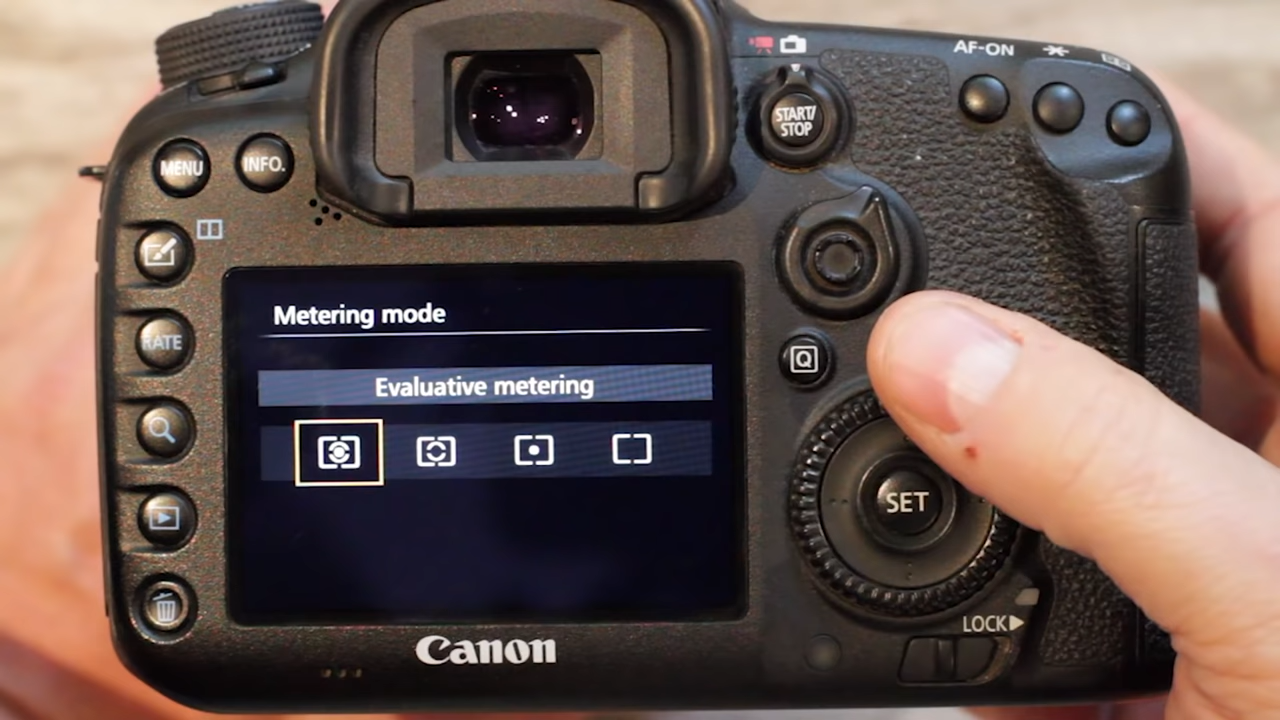 AF-ON
START/
STOP
MENU
INFO.
RATE
Metering mode
Evaluative metering
Q
SET
LOCK
Canon